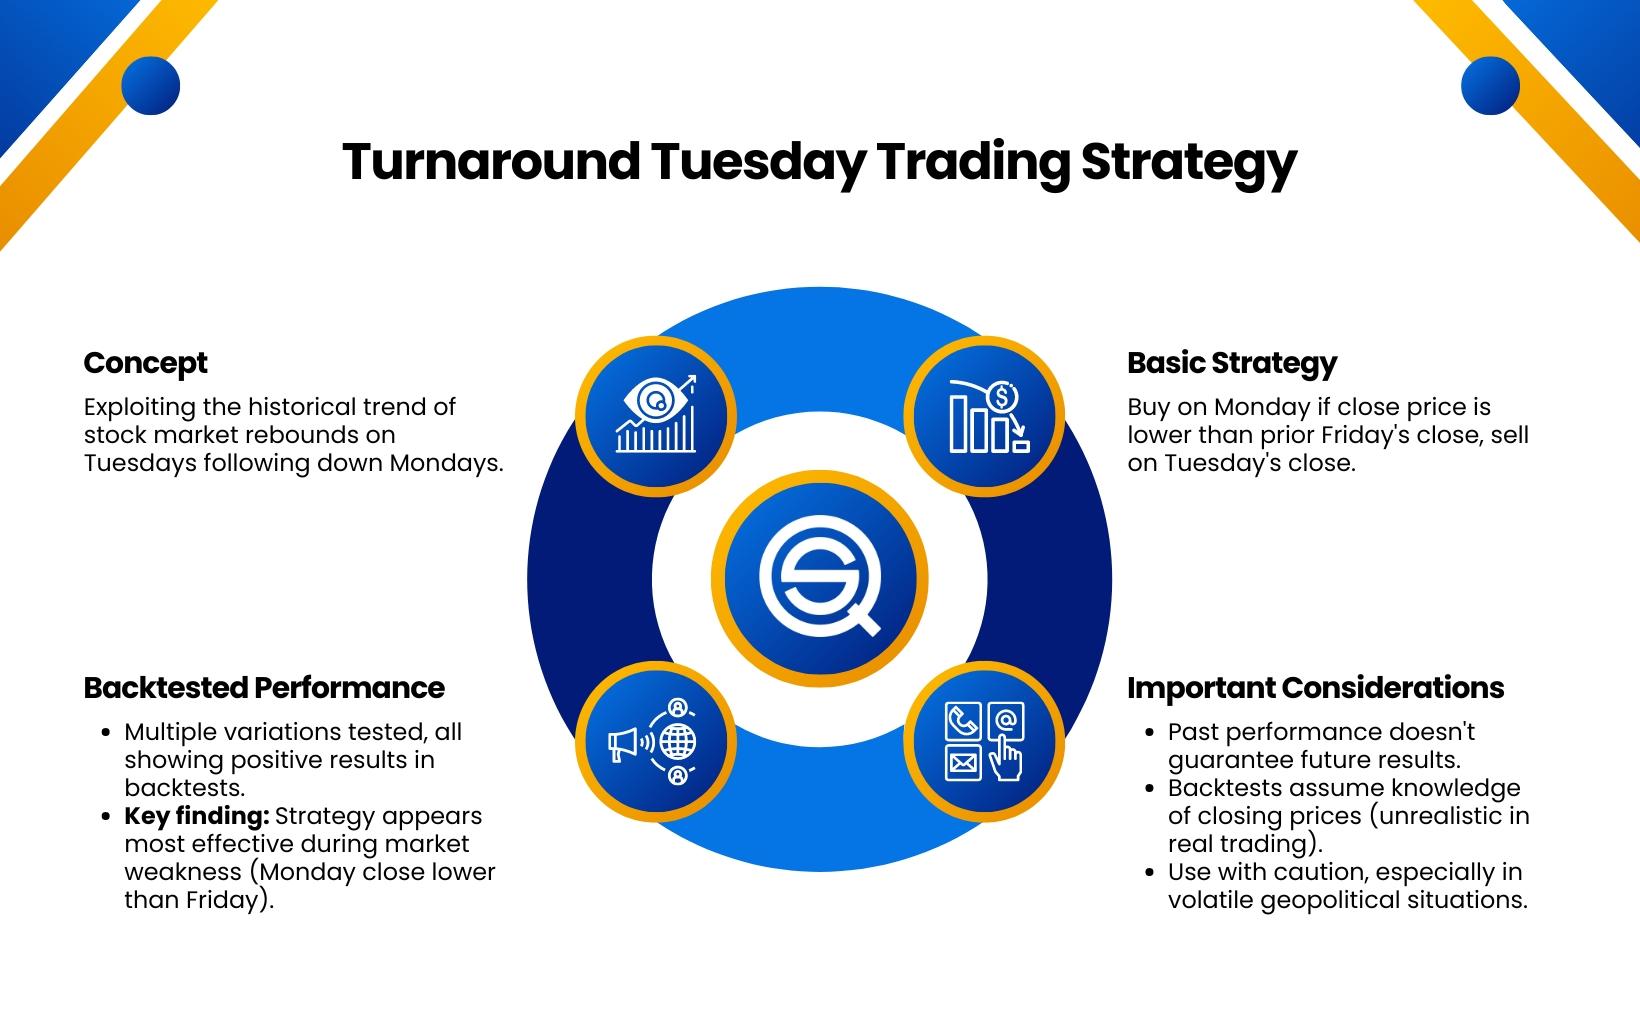 Turnaround Tuesday Trading Strategy
Concept
Exploiting the historical trend of
stock market rebounds on
Tuesdays following down Mondays.
Basic Strategy
Buy on Monday if close price is
lower than prior Friday's close, sell
on Tuesday's close.
Backtested Performance
• Multiple variations tested, all
showing positive results in
backtests.
• Key finding: Strategy appears
most effective during market
weakness (Monday close lower
than Friday).
Important Considerations
• Past performance doesn't
guarantee future results.
• Backtests assume knowledge
of closing prices (unrealistic in
real trading).
• Use with caution, especially in
volatile geopolitical situations.